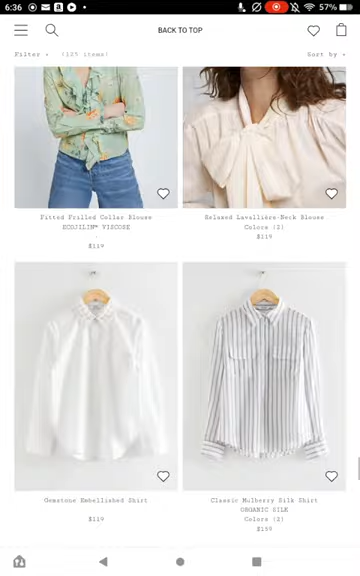 6:36
57%
BACK TO TOP
Filter +
(125 items)
Sort by +
Fitted Frilled Collar Blouse
ECOJILIN™ VISCOSE
$119
Relaxed Lavallière-Neck Blouse
Colors (2)
$119
Gemstone Embellished Shirt
$119
Classic Mulberry Silk Shirt
ORGANIC SILK
Colors (2)
$159